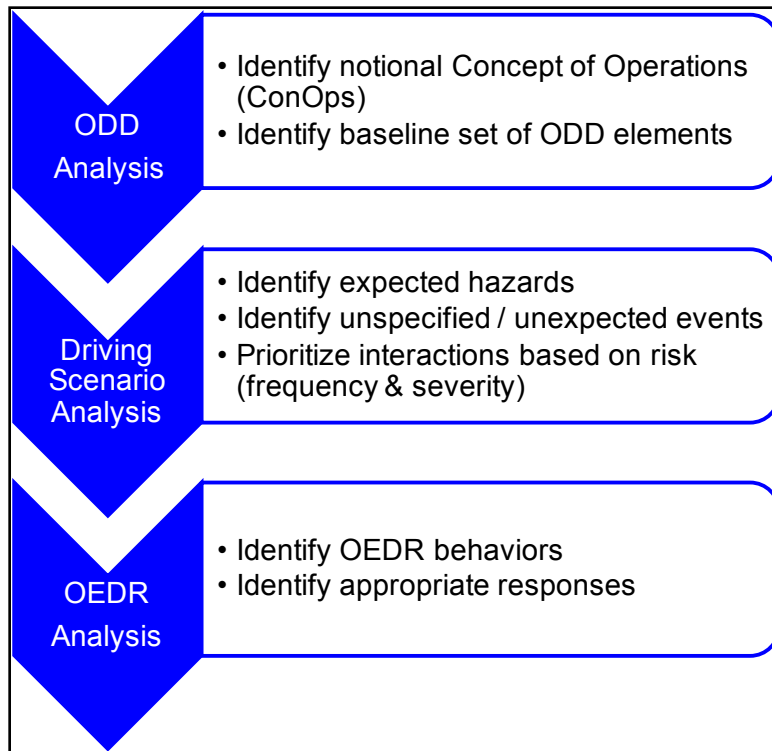 ODD
Analysis
• Identify notional Concept of Operations
(ConOps)
• Identify baseline set of ODD elements
Driving
Scenario
Analysis
• Identify expected hazards
• Identify unspecified / unexpected events
• Prioritize interactions based on risk
(frequency & severity)
OEDR
Analysis
• Identify OEDR behaviors
• Identify appropriate responses